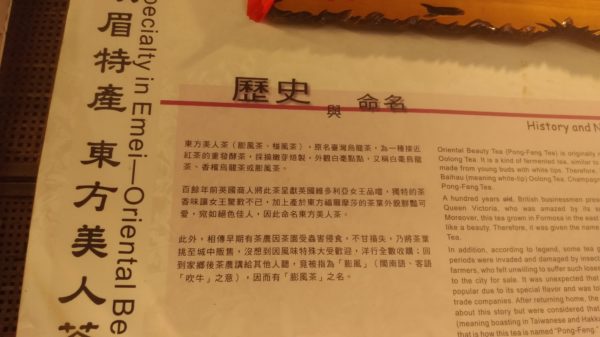 眉特產 東方美人茶
pecialty in Emei—Oriental Be
歷史與命名
History and N
東方美人茶（膨風茶、椪風茶），原名臺灣烏龍茶，為一種接近
紅茶的重發酵茶，採摘嫩芽焙製，外觀白毫點點，又稱白毫烏龍
茶、香檳烏龍茶或膨風茶。
百餘年前英國商人將此茶呈獻英國維多利亞女王品嚐，獨特的茶
香味讓女王驚歎不已，加上產於東方福爾摩莎的茶葉外貌鮮豔可
愛，宛如絕色佳人，因此命名東方美人茶。
此外，相傳早期有茶農因茶園受蟲害侵食，不甘損失，乃將茶葉
挑至城中販售，沒想到因風味特殊大受歡迎，洋行全數收購；回
到家鄉後茶農講給其他人聽，竟被指為「膨風」（閩南語、客語
「吹牛」之意），因而有「膨風茶」之名。
Oriental Beauty Tea (Pong-Feng Tea) is originally n
Oolong Tea. It is a kind of fermented tea, similar to
made from young buds with white tips. Therefore,
Baihau (meaning white-tip) Oolong Tea, Champagn
Pong-Feng Tea.
A hundred years old, British businessmen prese
Queen Victoria, who was amazed by its s
Moreover, this tea grown in Formosa in the east
like a beauty. Therefore, it was given the name
Tea.
In addition, according to legend, some tea g
periods were invaded and damaged by insect
farmers, who felt unwilling to suffer such losses
to the city for sale. It was unexpected that
popular due to its special flavor and was tol
trade companies. After returning home, the
about this story but were considered that
(meaning boasting in Taiwanese and Hakka
that is how this tea is named "Pong-Feng."